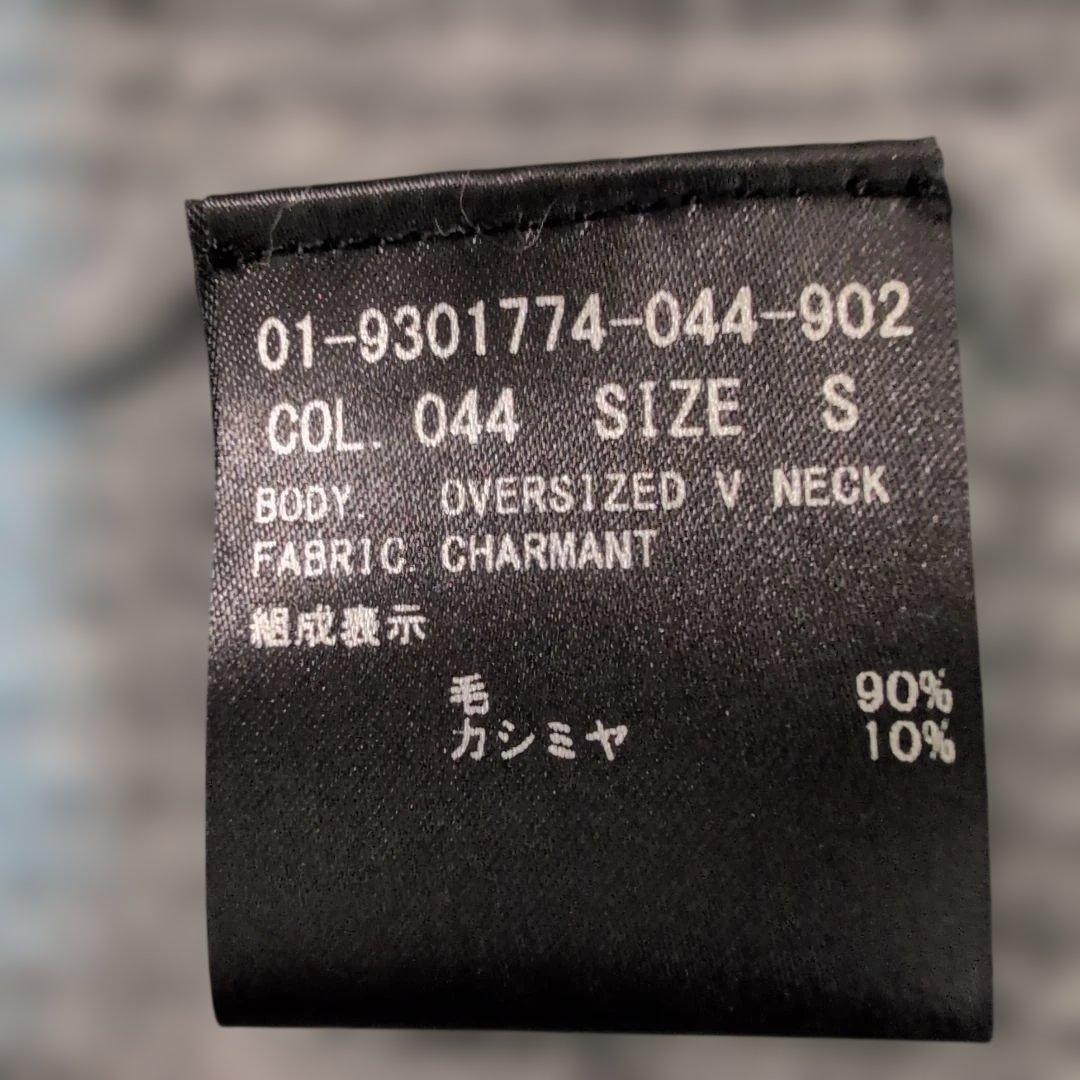 01-9301774-044-902
COL. 044 SIZE S
BODY. OVERSIZED V NECK
FABRIC. CHARMANT
組成表示
毛 90%
カシミヤ 10%